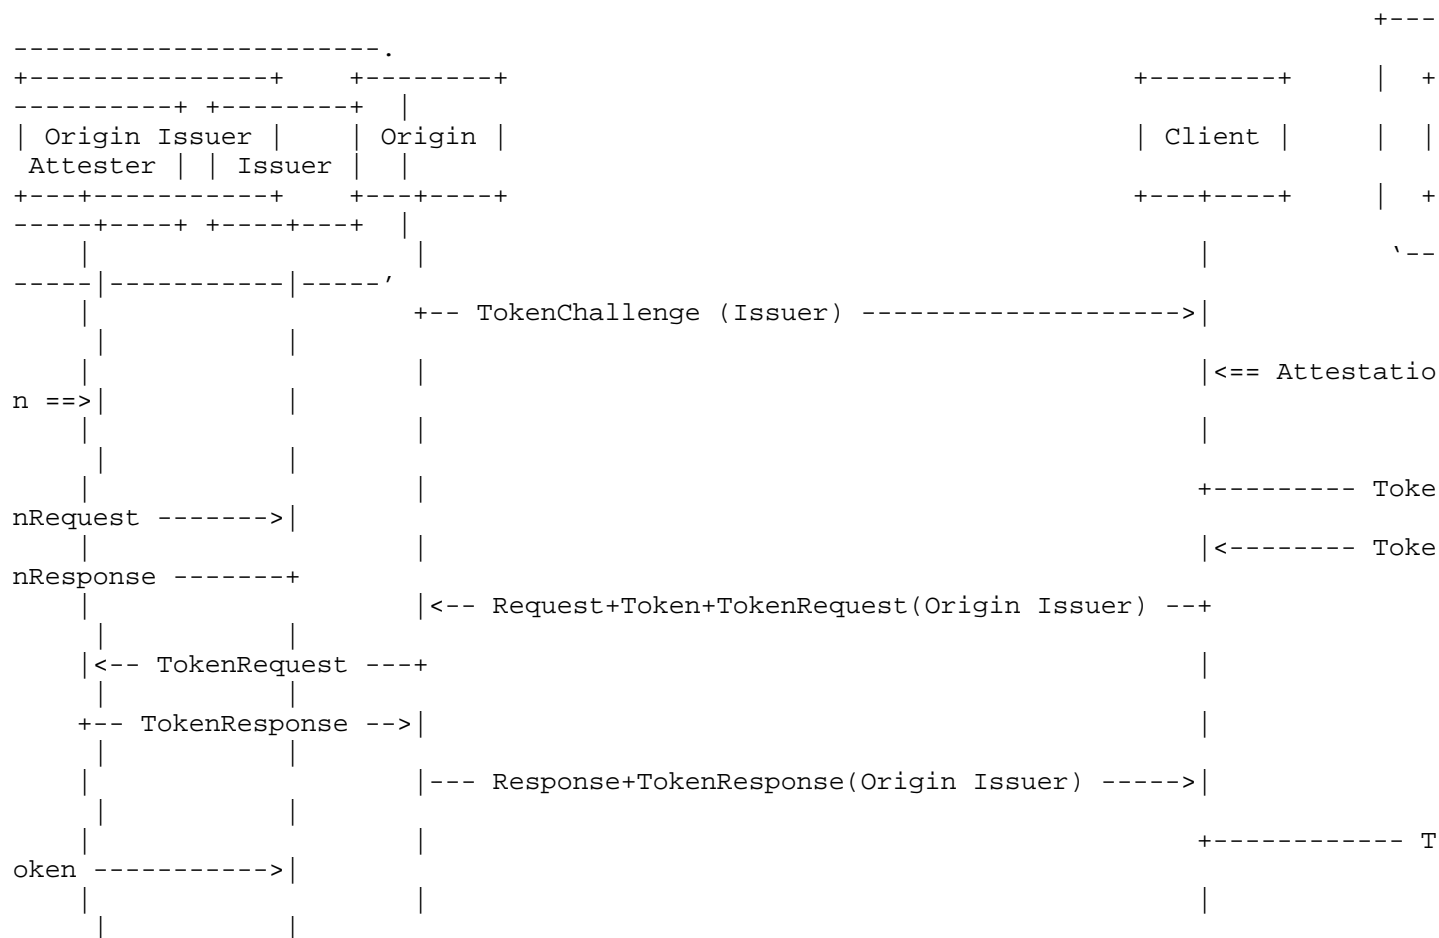 +---
-----------------------.
+---------------+    +--------+                                       +--------+     |  +
----------+ +--------+  |
| Origin Issuer |    | Origin |                                       | Client |     |  |
 Attester | | Issuer |  |
+---+-----------+    +---+----+                                       +---+----+     |  +
-----+----+ +----+---+  |
    |                    |                                                |           `--
-----|-----------|-----'
    |                    +-- TokenChallenge (Issuer) -------------------->|
     |           |
    |                    |                                                |<== Attestatio
n ==>|           |
    |                    |                                                |
     |           |
    |                    |                                                +--------- Toke
nRequest ------->|
    |                    |                                                |<-------- Toke
nResponse -------+
    |                    |<-- Request+Token+TokenRequest(Origin Issuer) --+
     |           |
    |<-- TokenRequest ---+                                                |
     |           |
    +-- TokenResponse -->|                                                |
     |           |
    |                    |--- Response+TokenResponse(Origin Issuer) ----->|
     |           |
    |                    |                                                +------------ T
oken ----------->|
    |                    |                                                |
     |           |